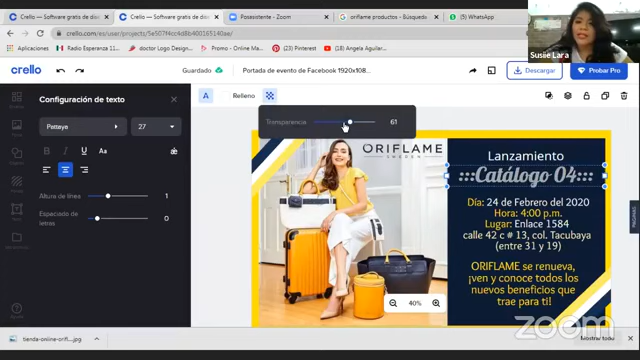 Crello — Software gratis de dis
Crello — Software gratis de diseñ
Posexistente - Zoom
oriflame productos - Búsqueda
(5) WhatsApp
crello.com/es/user/projects/5e507f4cc4d8b400165140ae/
Aplicaciones
Radio Esperanza 11
doctor Logo Design
Promo - Online M
(23) Pinterest
(18) Angela Aguilar
Susie Lara
crello
Guardado
Portada de evento de Facebook 1920x108...
Descargar
Probar Pro
Configuración de texto
Relleno
Transparencia
61
Pattaya
27
B I U Aa
Altura de línea
1
Espaciado de letras
0
ORIFLAME
SWEDEN
Lanzamiento
:::Catálogo 04:::
Día: 24 de Febrero del 2020
Hora: 4:00 p.m.
Lugar: Enlace 1584
calle 42 c # 13, col. Tacubaya
(entre 31 y 19)
ORIFLAME se renueva,
¡ven y conoce todos los
nuevos beneficios que
trae para ti!
PÁGINAS
40%
zoom
tienda-online-orifl....jpg
Mostrar todo